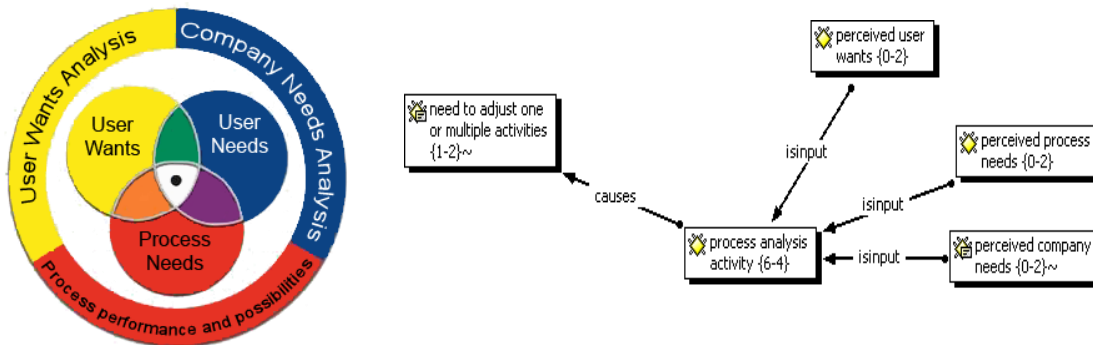 User Wants Analysis
Company Needs Analysis
User
Wants
User
Needs
Process
Needs
Process performance and possibilities
perceived user
wants {0-2}
need to adjust one
or multiple activities
{1-2}~
isinput
perceived process
needs {0-2}
causes
isinput
process analysis
activity {6-4}
isinput
perceived company
needs {0-2}~